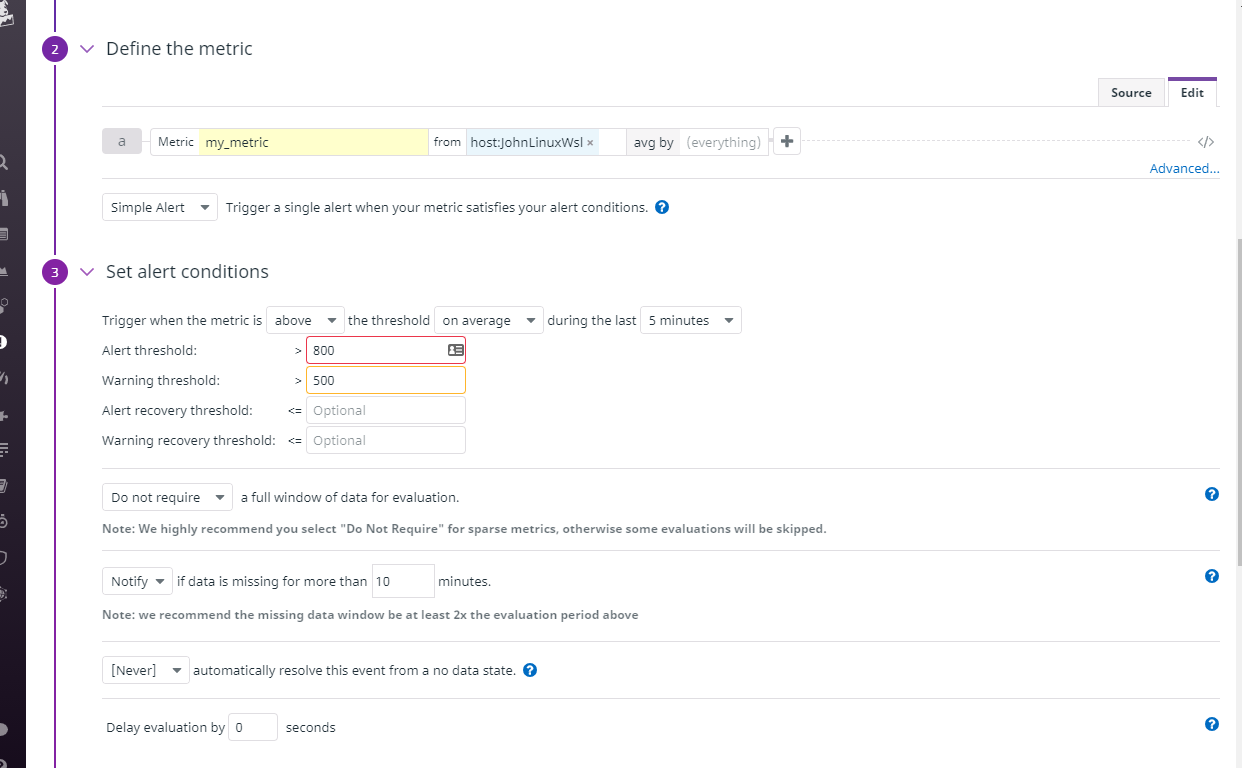 2 Define the metric
Source Edit
a Metric my_metric from host:JohnLinuxWsl × avg by (everything) + </>
Advanced...
Simple Alert Trigger a single alert when your metric satisfies your alert conditions. ?
3 Set alert conditions
Trigger when the metric is above the threshold on average during the last 5 minutes
Alert threshold: > 800
Warning threshold: > 500
Alert recovery threshold: <= Optional
Warning recovery threshold: <= Optional
Do not require a full window of data for evaluation. ?
Note: We highly recommend you select "Do Not Require" for sparse metrics, otherwise some evaluations will be skipped.
Notify if data is missing for more than 10 minutes. ?
Note: we recommend the missing data window be at least 2x the evaluation period above
[Never] automatically resolve this event from a no data state. ?
Delay evaluation by 0 seconds ?